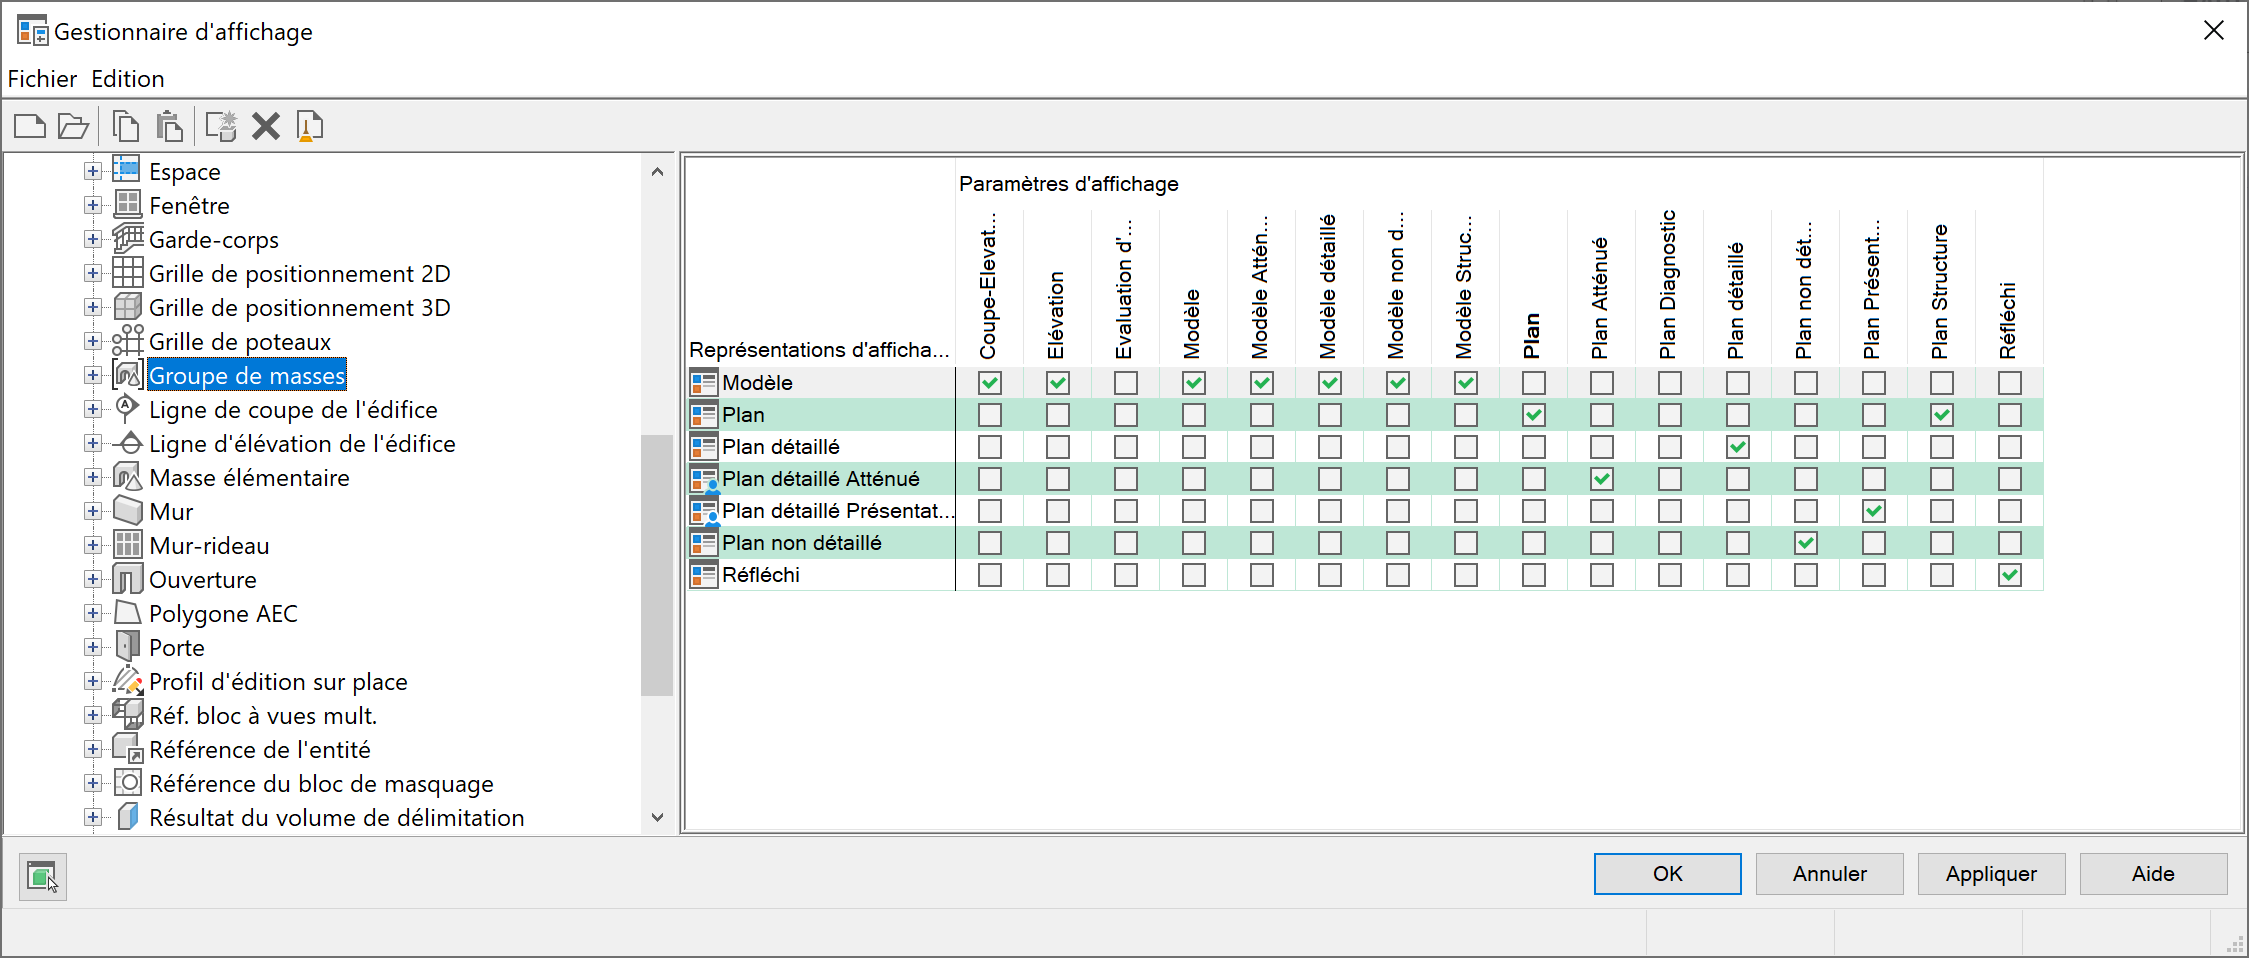 Gestionnaire d'affichage
Fichier Edition
Espace
Fenêtre
Garde-corps
Grille de positionnement 2D
Grille de positionnement 3D
Grille de poteaux
Groupe de masses
Ligne de coupe de l'édifice
Ligne d'élévation de l'édifice
Masse élémentaire
Mur
Mur-rideau
Ouverture
Polygone AEC
Porte
Profil d'édition sur place
Réf. bloc à vues mult.
Référence de l'entité
Référence du bloc de masquage
Résultat du volume de délimitation
Paramètres d'affichage
Représentations d'afficha...
Coupe-Elevat...
Elévation
Evaluation d'...
Modèle
Modèle Attén...
Modèle détaillé
Modèle non d...
Modèle Struc...
Plan
Plan Atténué
Plan Diagnostic
Plan détaillé
Plan non dét...
Plan Présent...
Plan Structure
Réfléchi
Modèle
Plan
Plan détaillé
Plan détaillé Atténué
Plan détaillé Présentat...
Plan non détaillé
Réfléchi
OK Annuler Appliquer Aide